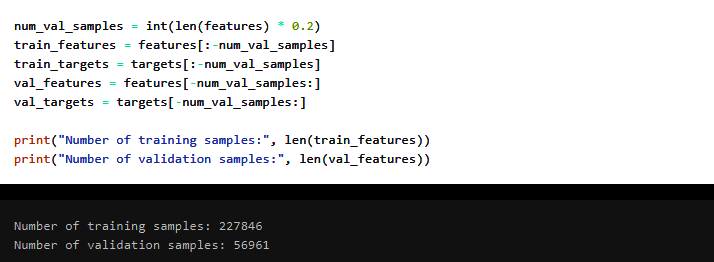 num_val_samples = int(len(features) * 0.2)
train_features = features[:-num_val_samples]
train_targets = targets[:-num_val_samples]
val_features = features[-num_val_samples:]
val_targets = targets[-num_val_samples:]
print("Number of training samples:", len(train_features))
print("Number of validation samples:", len(val_features))
Number of training samples: 227846
Number of validation samples: 56961